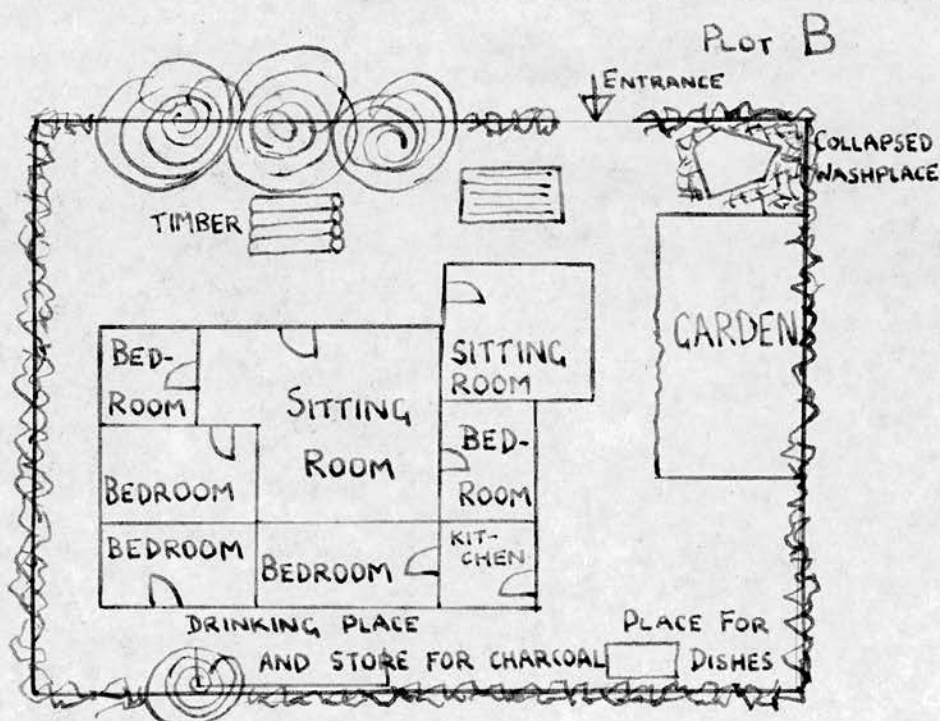 PLOT B
ENTRANCE
COLLAPSED
WASHPLACE
TIMBER
GARDEN
BED-
ROOM
SITTING
ROOM
SITTING
ROOM
BED-
ROOM
BEDROOM
BEDROOM
BEDROOM
KIT-
CHEN
DRINKING PLACE
AND STORE FOR CHARCOAL
PLACE FOR
DISHES